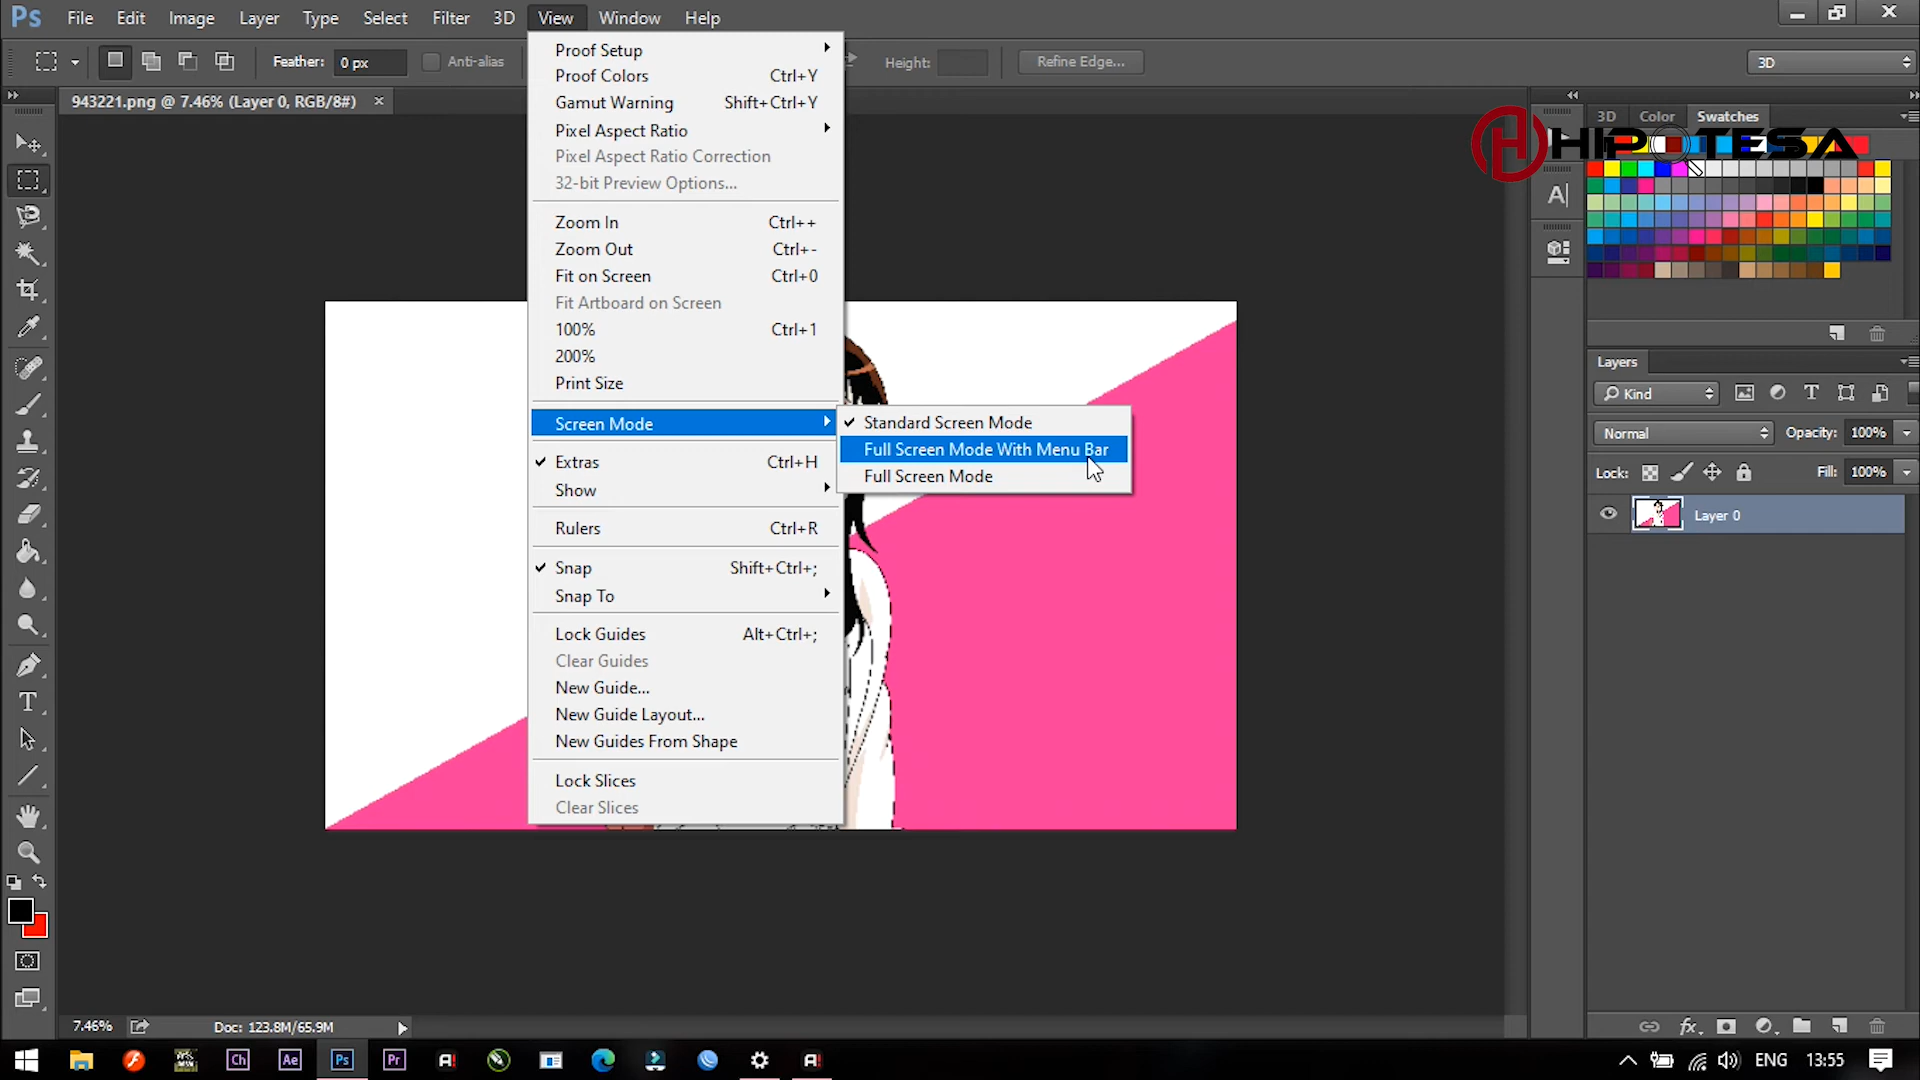 Ps File Edit Image Layer Type Select Filter 3D View Window Help
Feather: 0 px Anti-alias Height: Refine Edge... 3D
943221.png @ 7.46% (Layer 0, RGB/8#) ×
Proof Setup
Proof Colors Ctrl+Y
Gamut Warning Shift+Ctrl+Y
Pixel Aspect Ratio
Pixel Aspect Ratio Correction
32-bit Preview Options...
Zoom In Ctrl++
Zoom Out Ctrl+-
Fit on Screen Ctrl+0
Fit Artboard on Screen
100% Ctrl+1
200%
Print Size
Screen Mode
Extras Ctrl+H
Show
Rulers Ctrl+R
Snap Shift+Ctrl+;
Snap To
Lock Guides Alt+Ctrl+;
Clear Guides
New Guide...
New Guide Layout...
New Guides From Shape
Lock Slices
Clear Slices
Standard Screen Mode
Full Screen Mode With Menu Bar
Full Screen Mode
3D Color Swatches
HIPOTESA
A
Layers
Kind
Normal Opacity: 100%
Lock: Fill: 100%
Layer 0
fx
T
7.46% Doc: 123.8M/65.9M
Ch Ae Ps Pr A! A! ENG 13:55